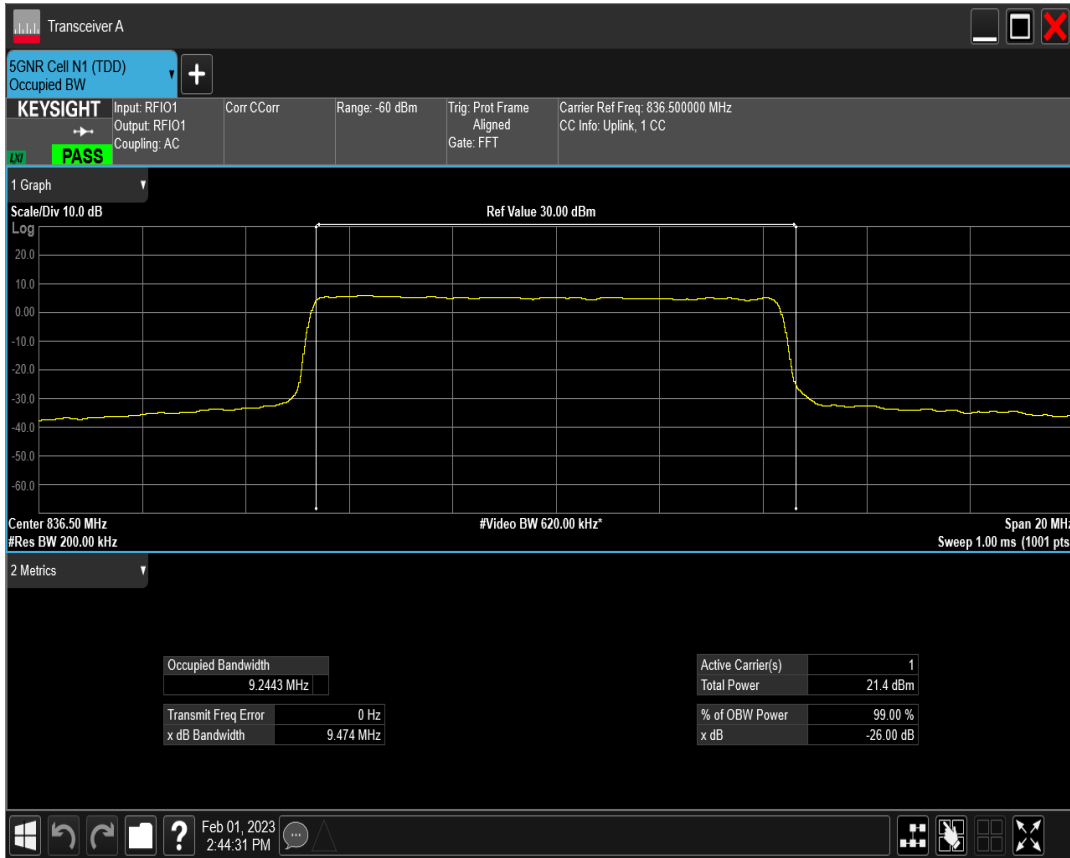 Transceiver A
5GNR Cell N1 (TDD)
Occupied BW
KEYSIGHT
LXI
PASS
Input: RFIO1
Output: RFIO1
Coupling: AC
Corr CCorr
Range: -60 dBm
Trig: Prot Frame
Aligned
Gate: FFT
Carrier Ref Freq: 836.500000 MHz
CC Info: Uplink, 1 CC
1 Graph
Scale/Div 10.0 dB
Ref Value 30.00 dBm
Log
20.0
10.0
0.00
-10.0
-20.0
-30.0
-40.0
-50.0
-60.0
Center 836.50 MHz
#Video BW 620.00 kHz*
Span 20 MHz
#Res BW 200.00 kHz
Sweep 1.00 ms (1001 pts
2 Metrics
Occupied Bandwidth
9.2443 MHz
Transmit Freq Error 0 Hz
x dB Bandwidth 9.474 MHz
Active Carrier(s) 1
Total Power 21.4 dBm
% of OBW Power 99.00 %
x dB -26.00 dB
Feb 01, 2023
2:44:31 PM